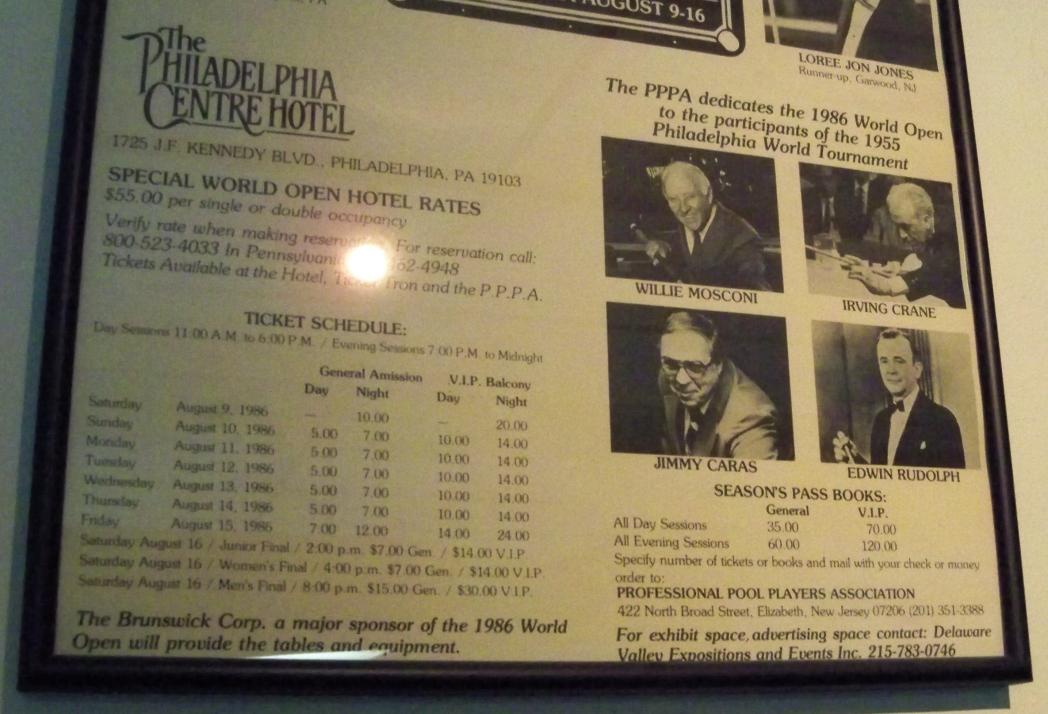 AUGUST 9-16
LOREE JON JONES
Runner-up, Garwood, NJ
The
PHILADELPHIA
CENTRE HOTEL
1725 J.F. KENNEDY BLVD., PHILADELPHIA, PA 19103
SPECIAL WORLD OPEN HOTEL RATES
$55.00 per single or double occupancy
Verify rate when making For reservation call:
800-523-4033 In 62-4948
Tickets Available at the Hotel, Tron and the P.P.P.A.
TICKET SCHEDULE:
Day Sessions 11:00 A.M. to 6:00 P.M. / Evening Sessions 7:00 P.M. to Midnight
General Amission V.I.P. Balcony
Day Night Day Night
Saturday August 9, 1986 — 10.00 — 20.00
Sunday August 10, 1986 5.00 7.00 10.00 14.00
Monday August 11, 1986 5.00 7.00 10.00 14.00
Tuesday August 12, 1986 5.00 7.00 10.00 14.00
Wednesday August 13, 1986 5.00 7.00 10.00 14.00
Thursday August 14, 1986 5.00 7.00 10.00 14.00
Friday August 15, 1986 7.00 12.00 14.00 24.00
Saturday August 16 / Junior Final / 2:00 p.m. $7.00 Gen. / $14.00 V.I.P.
Saturday August 16 / Women's Final / 4:00 p.m. $7.00 Gen. / $14.00 V.I.P.
Saturday August 16 / Men's Final / 8:00 p.m. $15.00 Gen. / $30.00 V.I.P.
The Brunswick Corp. a major sponsor of the 1986 World
Open will provide the tables and equipment.
The PPPA dedicates the 1986 World Open
to the participants of the 1955
Philadelphia World Tournament
WILLIE MOSCONI
IRVING CRANE
JIMMY CARAS
EDWIN RUDOLPH
SEASON'S PASS BOOKS:
General V.I.P.
All Day Sessions 35.00 70.00
All Evening Sessions 60.00 120.00
Specify number of tickets or books and mail with your check or money
order to:
PROFESSIONAL POOL PLAYERS ASSOCIATION
422 North Broad Street, Elizabeth, New Jersey 07206 (201) 351-3388
For exhibit space, advertising space contact: Delaware
Valley Expositions and Events Inc. 215-783-0746